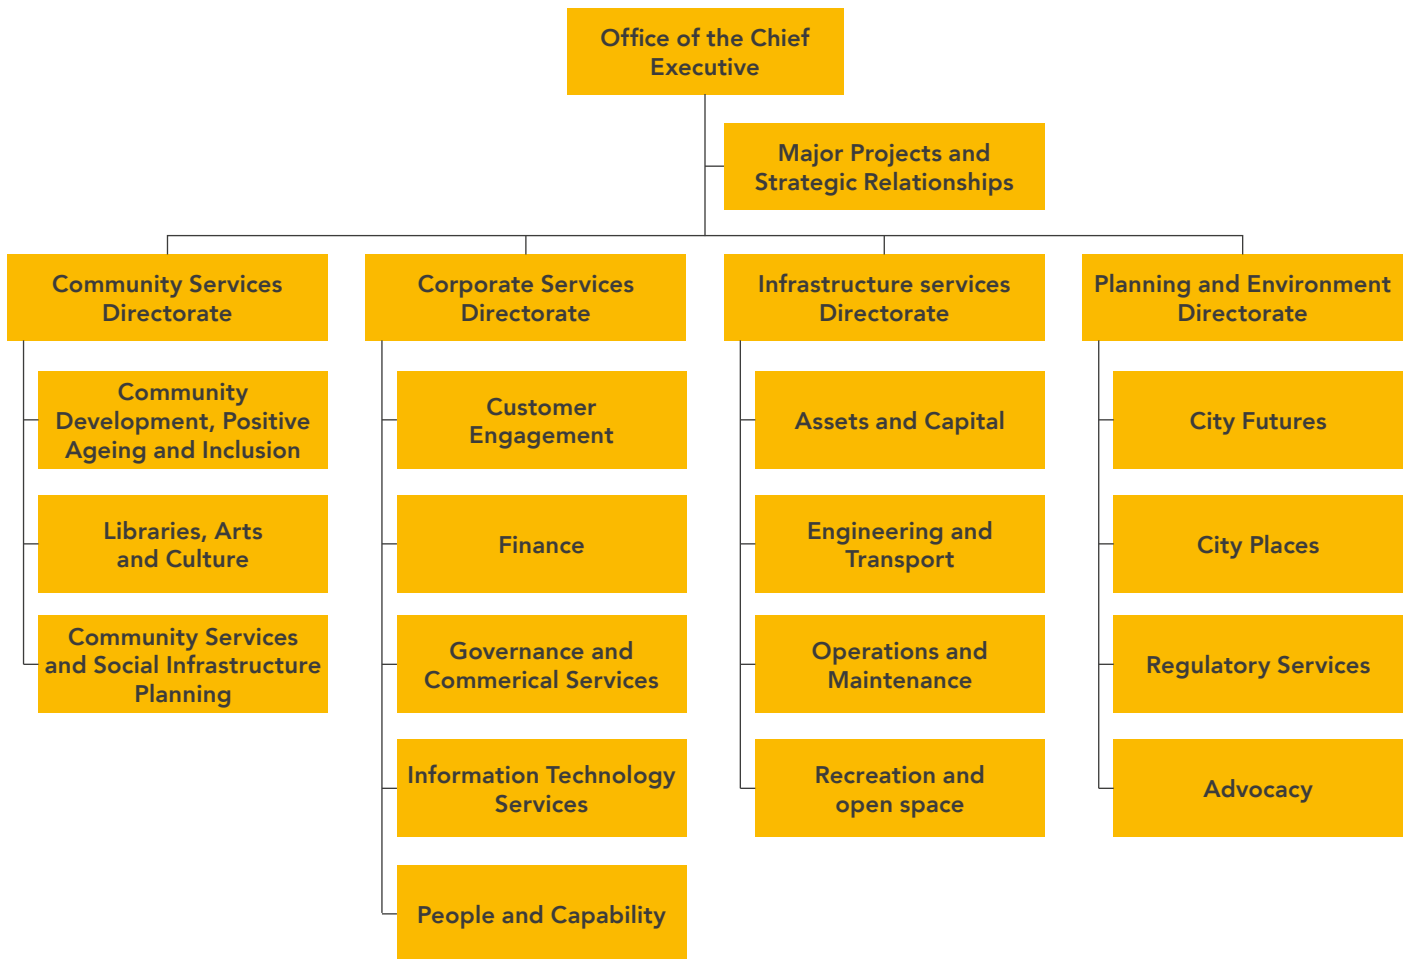 Office of the Chief
Executive
Major Projects and
Strategic Relationships
Community Services
Directorate
Community
Development, Positive
Ageing and Inclusion
Libraries, Arts
and Culture
Community Services
and Social Infrastructure
Planning
Corporate Services
Directorate
Customer
Engagement
Finance
Governance and
Commerical Services
Information Technology
Services
People and Capability
Infrastructure services
Directorate
Assets and Capital
Engineering and
Transport
Operations and
Maintenance
Recreation and
open space
Planning and Environment
Directorate
City Futures
City Places
Regulatory Services
Advocacy